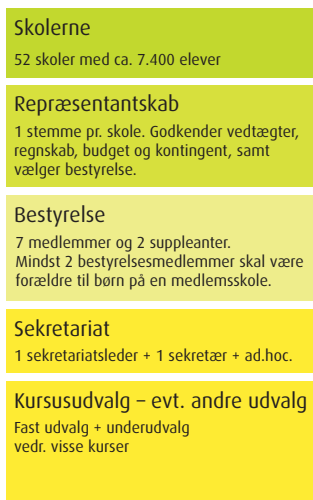 Skolerne
52 skoler med ca. 7.400 elever
Repræsentantskab
1 stemme pr. skole. Godkender vedtægter,
regnskab, budget og kontingent, samt
vælger bestyrelse.
Bestyrelse
7 medlemmer og 2 suppleanter.
Mindst 2 bestyrelsesmedlemmer skal være
forældre til børn på en medlemsskole.
Sekretariat
1 sekretariatsleder + 1 sekretær + ad.hoc.
Kursusudvalg – evt. andre udvalg
Fast udvalg + underudvalg
vedr. visse kurser